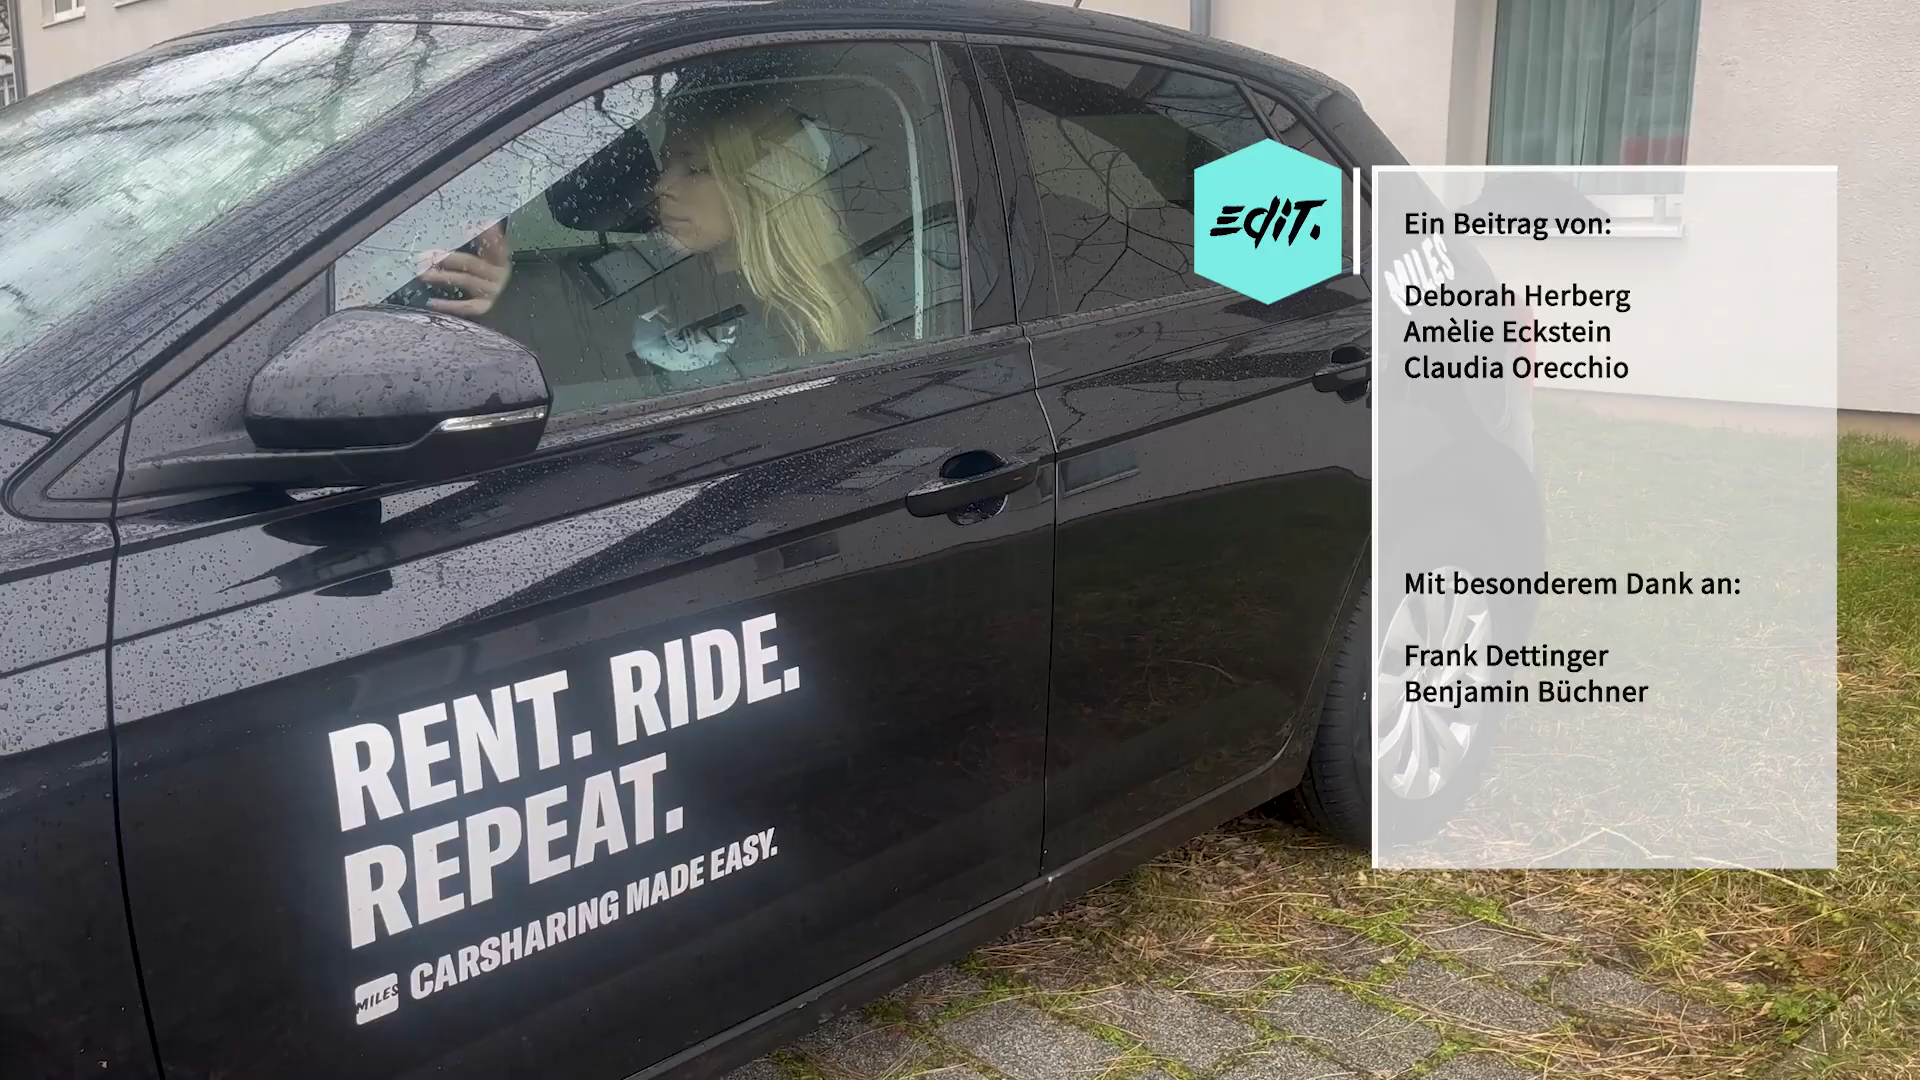 EdiT.
Ein Beitrag von:
Deborah Herberg
Amèlie Eckstein
Claudia Orecchio
Mit besonderem Dank an:
Frank Dettinger
Benjamin Büchner
MILES
RENT. RIDE.
REPEAT.
MILES CARSHARING MADE EASY.